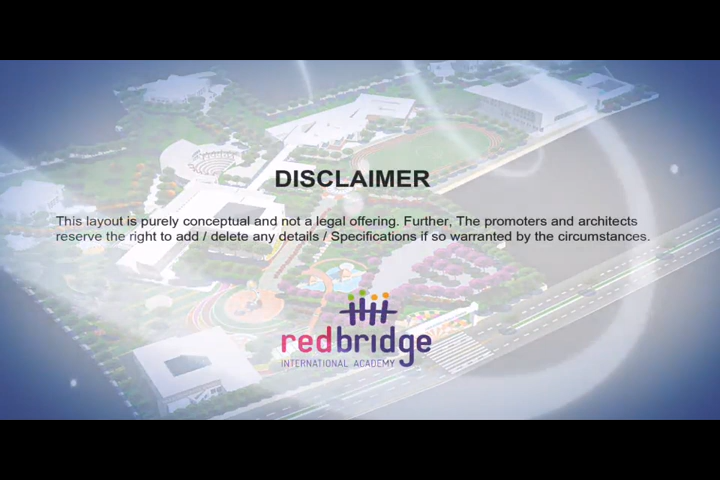 DISCLAIMER
This layout is purely conceptual and not a legal offering. Further, The promoters and architects
reserve the right to add / delete any details / Specifications if so warranted by the circumstances.
redbridge
INTERNATIONAL ACADEMY